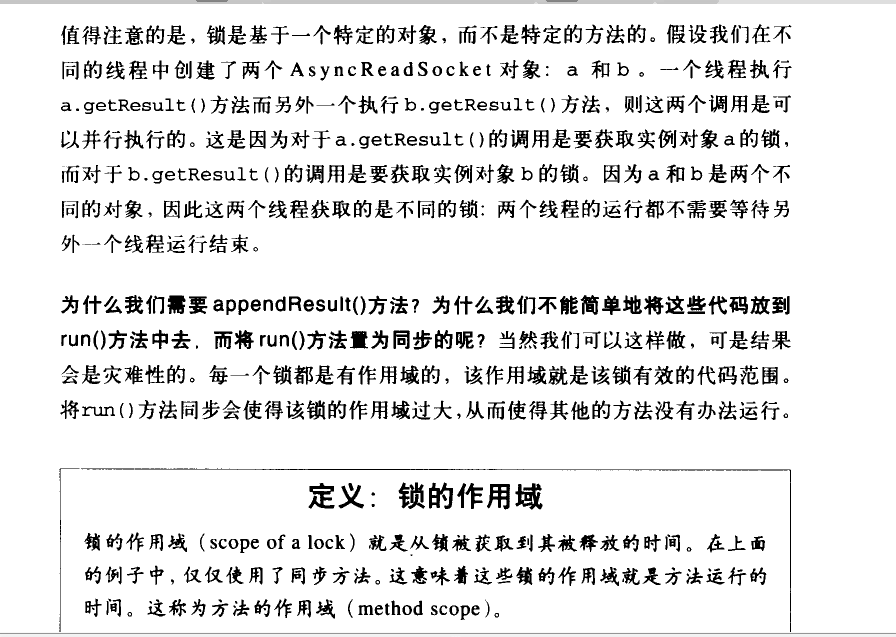 值得注意的是，锁是基于一个特定的对象，而不是特定的方法的。假设我们在不
同的线程中创建了两个 AsyncReadSocket 对象：a 和 b 。一个线程执行
a.getResult()方法而另外一个执行 b.getResult()方法，则这两个调用是可
以并行执行的。这是因为对于a.getResult()的调用是要获取实例对象a的锁，
而对于b.getResult()的调用是要获取实例对象b的锁。因为a和b是两个不
同的对象，因此这两个线程获取的是不同的锁：两个线程的运行都不需要等待另
外一个线程运行结束。
为什么我们需要 appendResult()方法？为什么我们不能简单地将这些代码放到
run()方法中去，而将 run()方法置为同步的呢？当然我们可以这样做，可是结果
会是灾难性的。每一个锁都是有作用域的，该作用域就是该锁有效的代码范围。
将run()方法同步会使得该锁的作用域过大，从而使得其他的方法没有办法运行。
定义：锁的作用域
锁的作用域（scope of a lock）就是从锁被获取到其被释放的时间。在上面
的例子中，仅仅使用了同步方法。这意味着这些锁的作用域就是方法运行的
时间。这称为方法的作用域（method scope）。